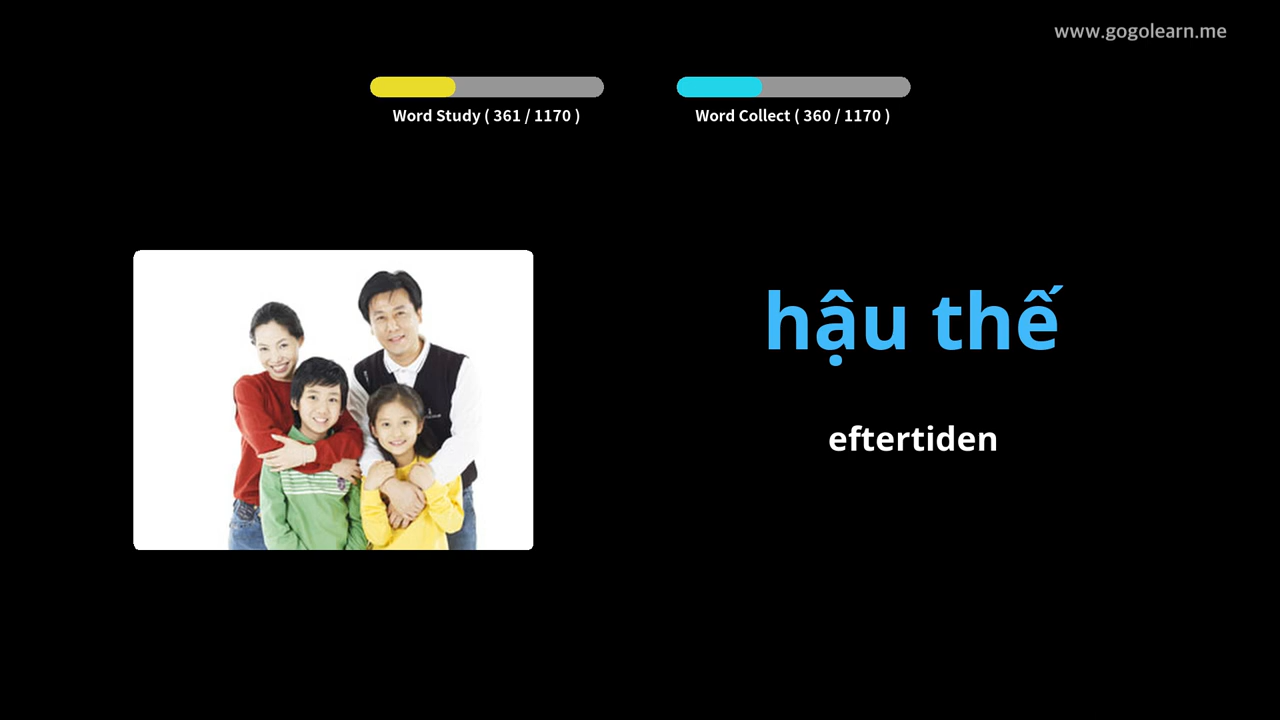 www.gogolearn.me
Word Study ( 361 / 1170 )
Word Collect ( 360 / 1170 )
hậu thế
eftertiden